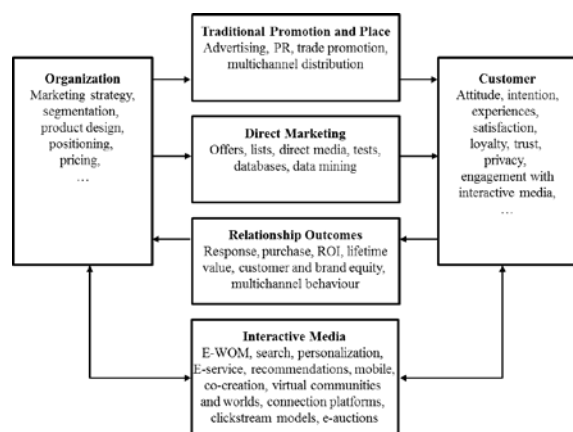 Traditional Promotion and Place
Advertising, PR, trade promotion,
multichannel distribution
Organization
Marketing strategy,
segmentation,
product design,
positioning,
pricing,
...
Direct Marketing
Offers, lists, direct media, tests,
databases, data mining
Customer
Attitude, intention,
experiences,
satisfaction,
loyalty, trust,
privacy,
engagement with
interactive media,
...
Relationship Outcomes
Response, purchase, ROI, lifetime
value, customer and brand equity,
multichannel behaviour
Interactive Media
E-WOM, search, personalization,
E-service, recommendations, mobile,
co-creation, virtual communities
and worlds, connection platforms,
clickstream models, e-auctions